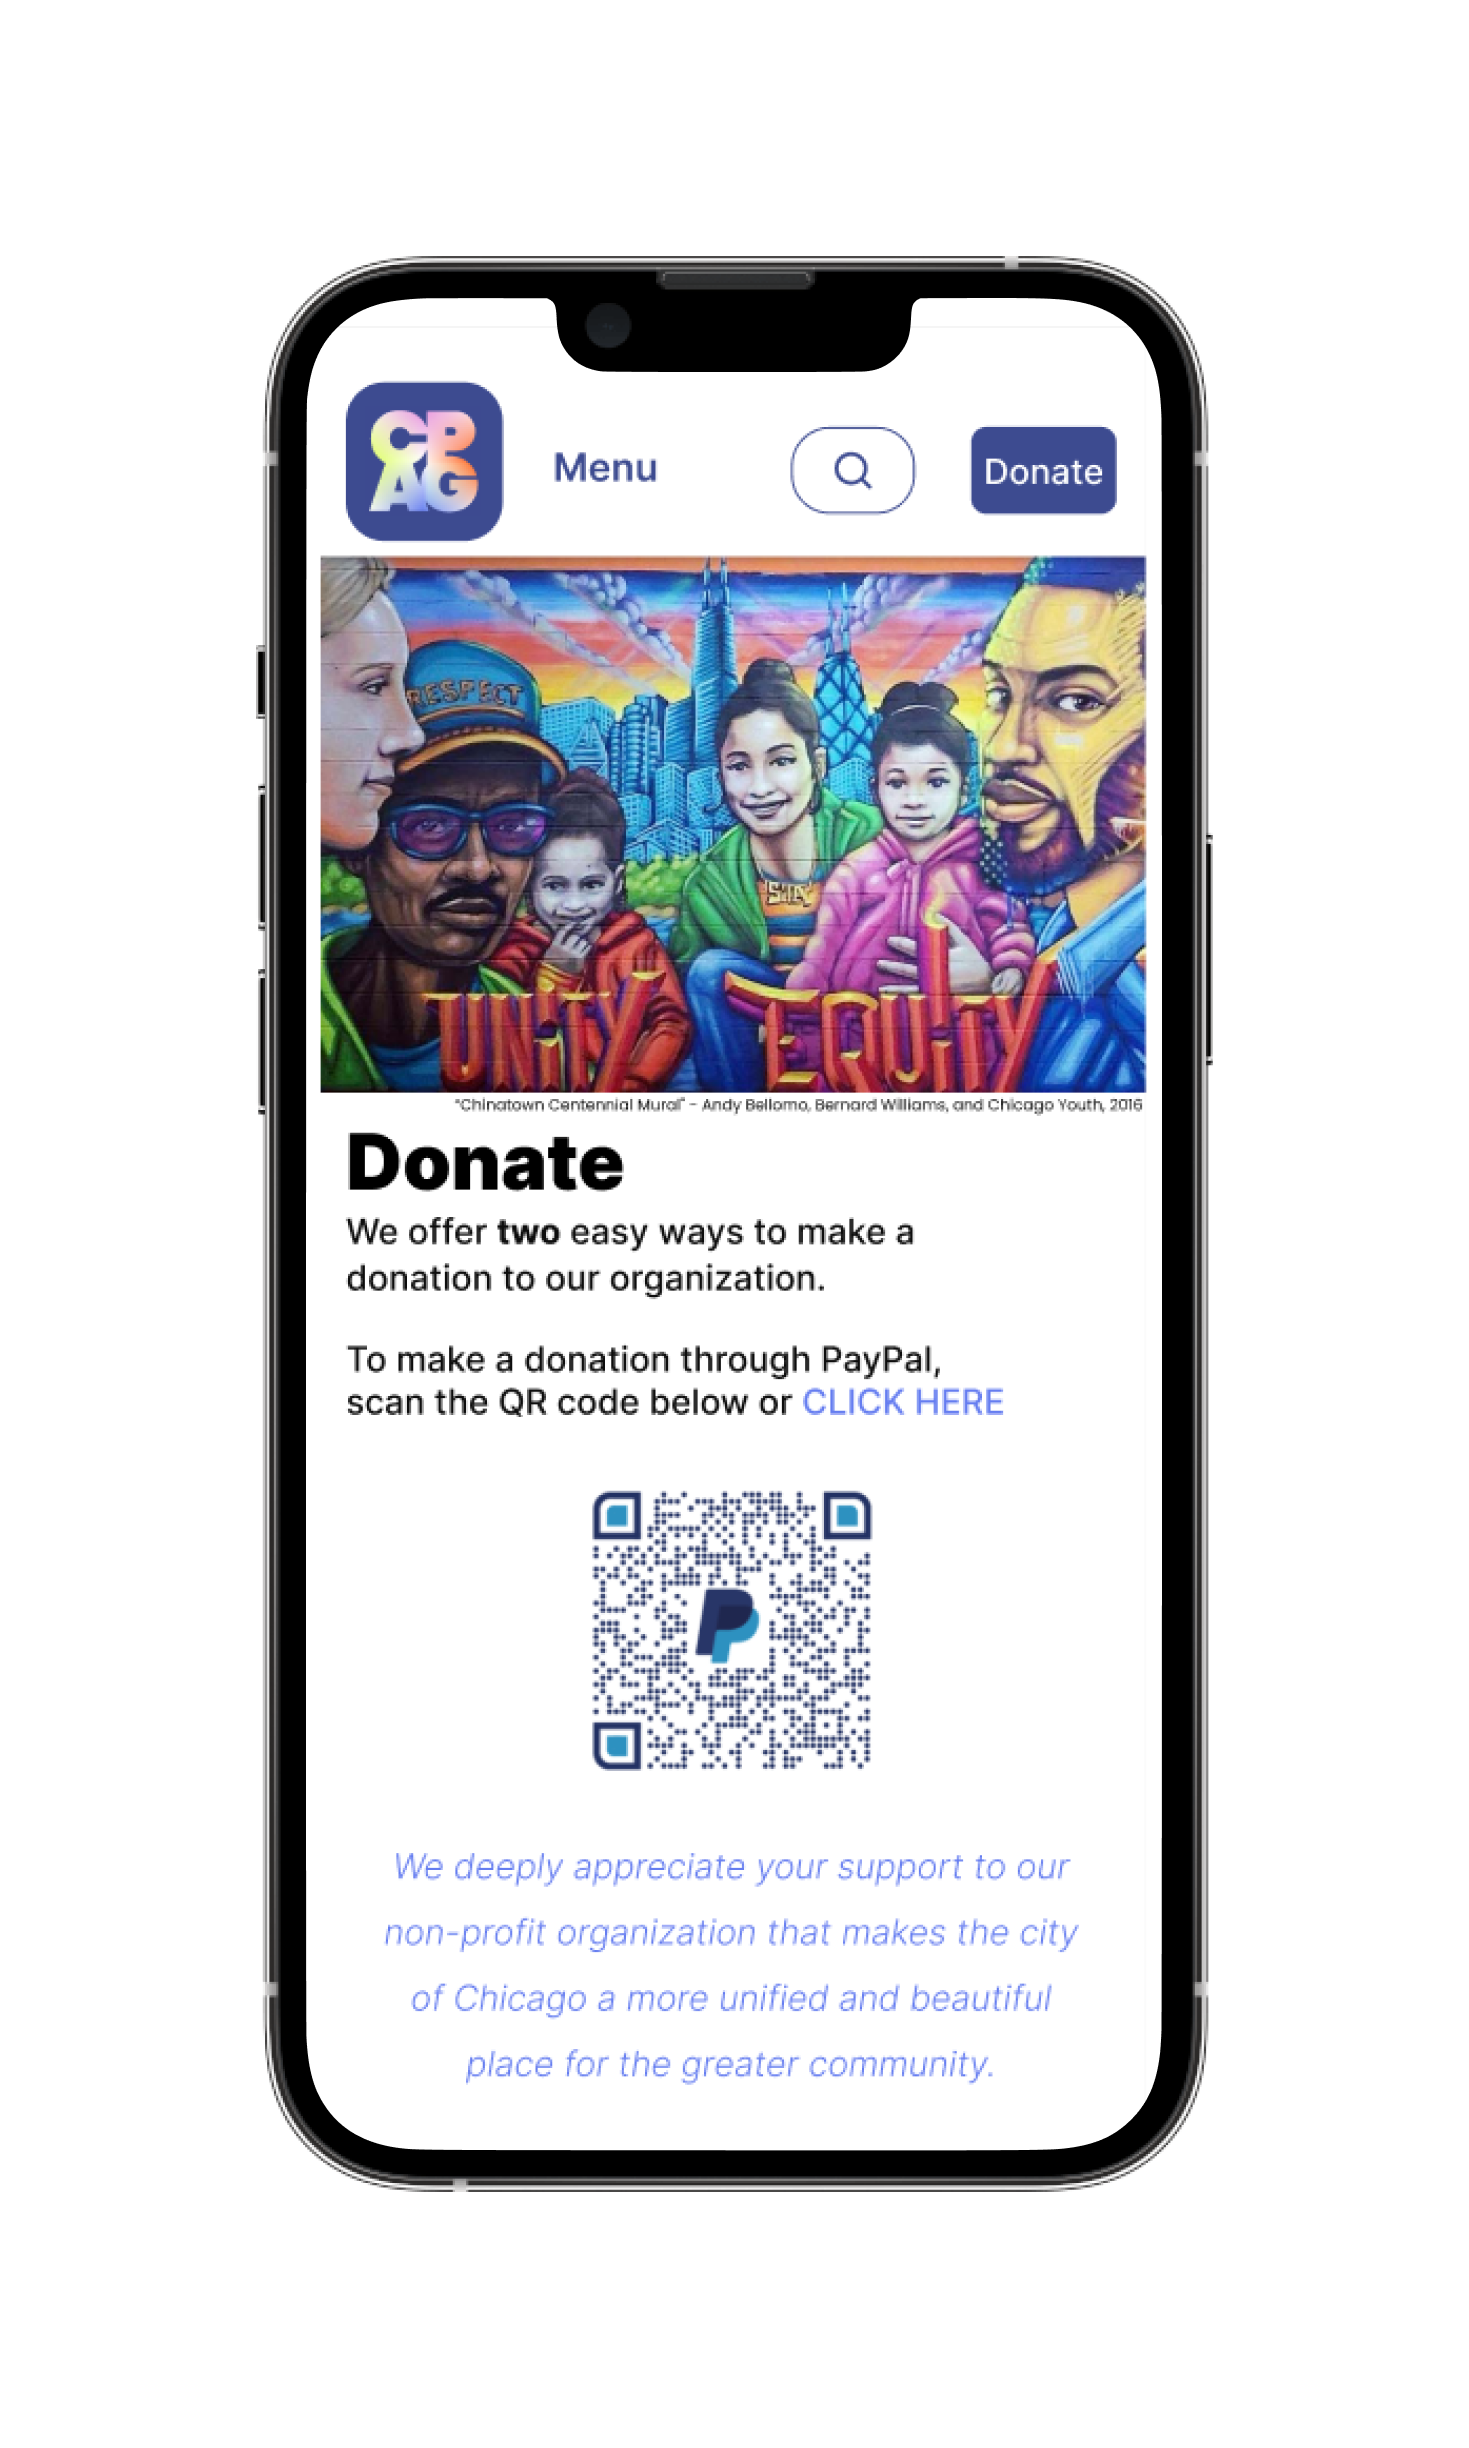 CPAG
Menu
Donate
RESPECT
UNITY EQUITY
"Chinatown Centennial Mural" - Andy Bellomo, Bernard Williams, and Chicago Youth, 2016
Donate
We offer two easy ways to make a
donation to our organization.
To make a donation through PayPal,
scan the QR code below or CLICK HERE
We deeply appreciate your support to our
non-profit organization that makes the city
of Chicago a more unified and beautiful
place for the greater community.